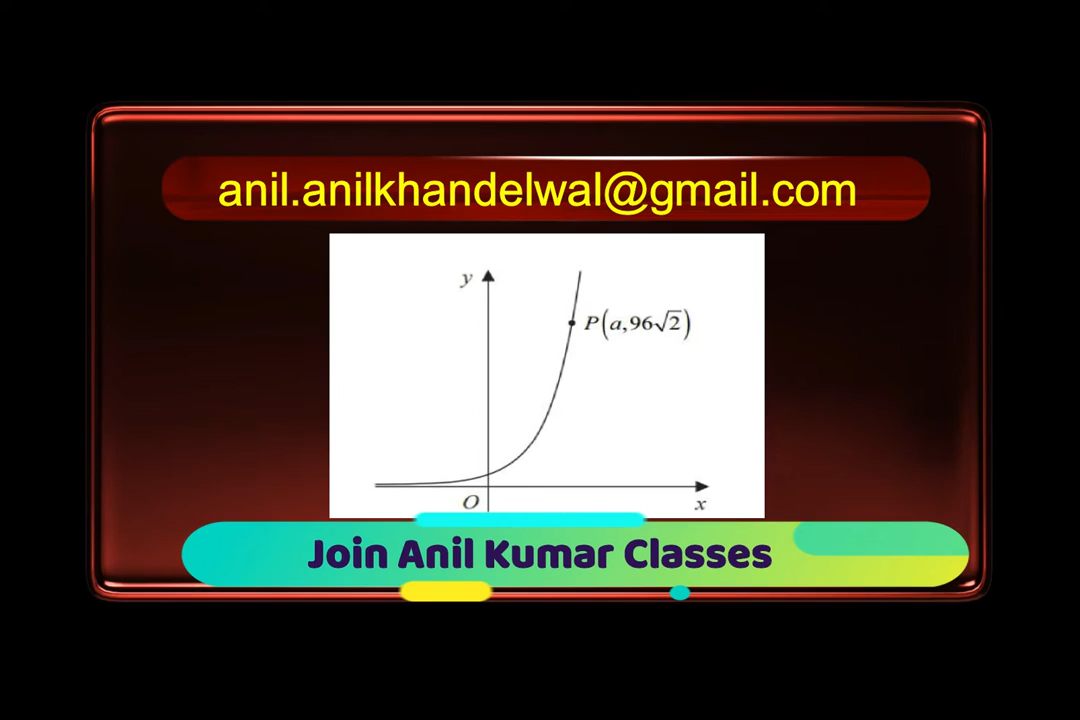 anil.anilkhandelwal@gmail.com
y
P(a,96√2)
O
x
Join Anil Kumar Classes